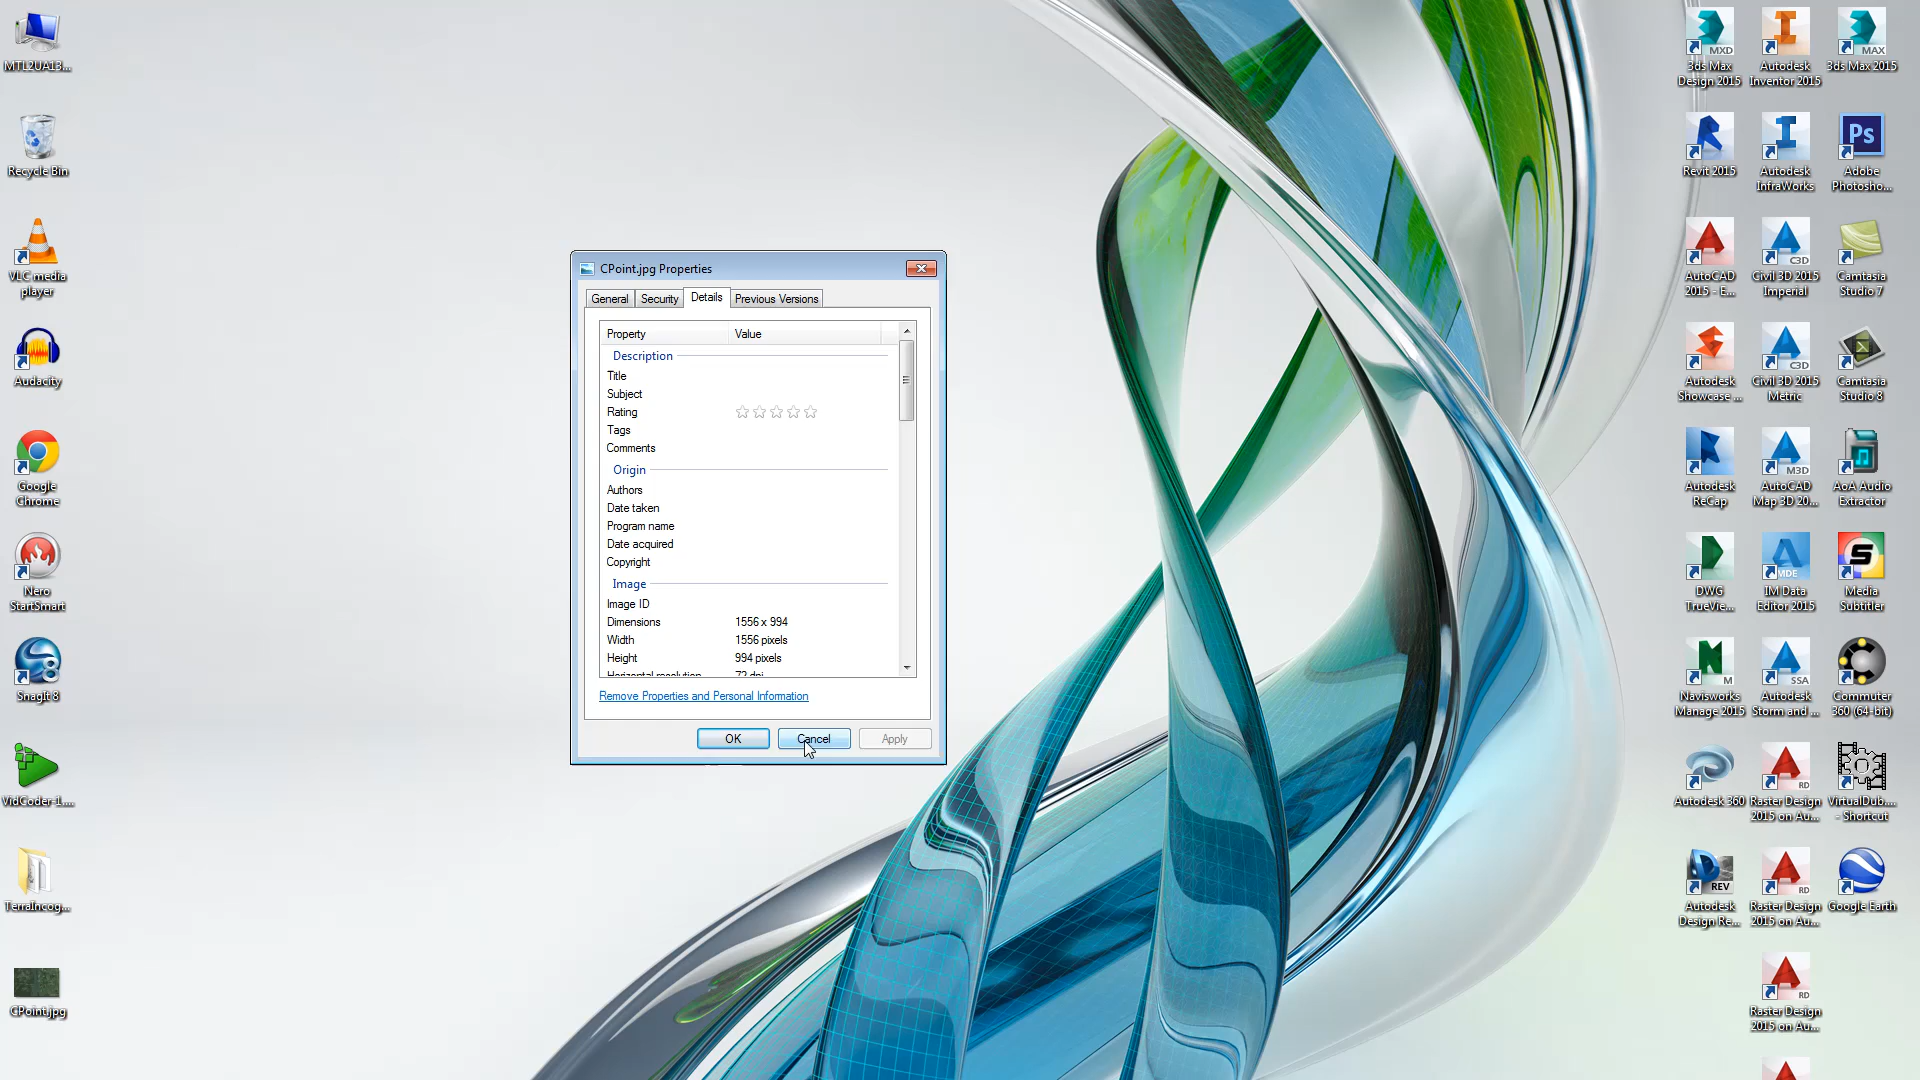 MTL2UA13...
Recycle Bin
VLC media
player
Audacity
Google
Chrome
Nero
StartSmart
SnagIt 8
VidCoder-1....
TerraIncog...
CPoint.jpg
CPoint.jpg Properties
General
Security
Details
Previous Versions
Property
Value
Description
Title
Subject
Rating
Tags
Comments
Origin
Authors
Date taken
Program name
Date acquired
Copyright
Image
Image ID
Dimensions
1556 x 994
Width
1556 pixels
Height
994 pixels
Horizontal resolution
72 dpi
Remove Properties and Personal Information
OK
Cancel
Apply
MXD
3ds Max
Design 2015
Autodesk
Inventor 2015
MAX
3ds Max 2015
Revit 2015
Autodesk
InfraWorks
Ps
Adobe
Photosho...
AutoCAD
2015 - E...
C3D
Civil 3D 2015
Imperial
Camtasia
Studio 7
Autodesk
Showcase ...
C3D
Civil 3D 2015
Metric
Camtasia
Studio 8
Autodesk
ReCap
M3D
AutoCAD
Map 3D 20...
AoA Audio
Extractor
DWG
TrueVie...
MDE
IM Data
Editor 2015
S
Media
Subtitler
M
Navisworks
Manage 2015
SSA
Autodesk
Storm and ...
Commuter
360 (64-bit)
Autodesk 360
RD
Raster Design
2015 on Au...
VirtualDub....
- Shortcut
REV
Autodesk
Design Re...
RD
Raster Design
2015 on Au...
Google Earth
RD
Raster Design
2015 on Au...